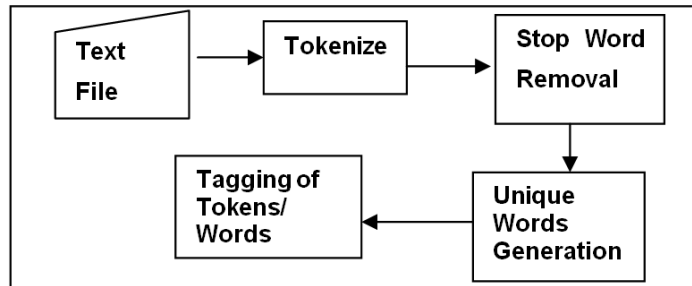 Text
File
Tokenize
Stop Word
Removal
Unique
Words
Generation
Tagging of
Tokens/
Words